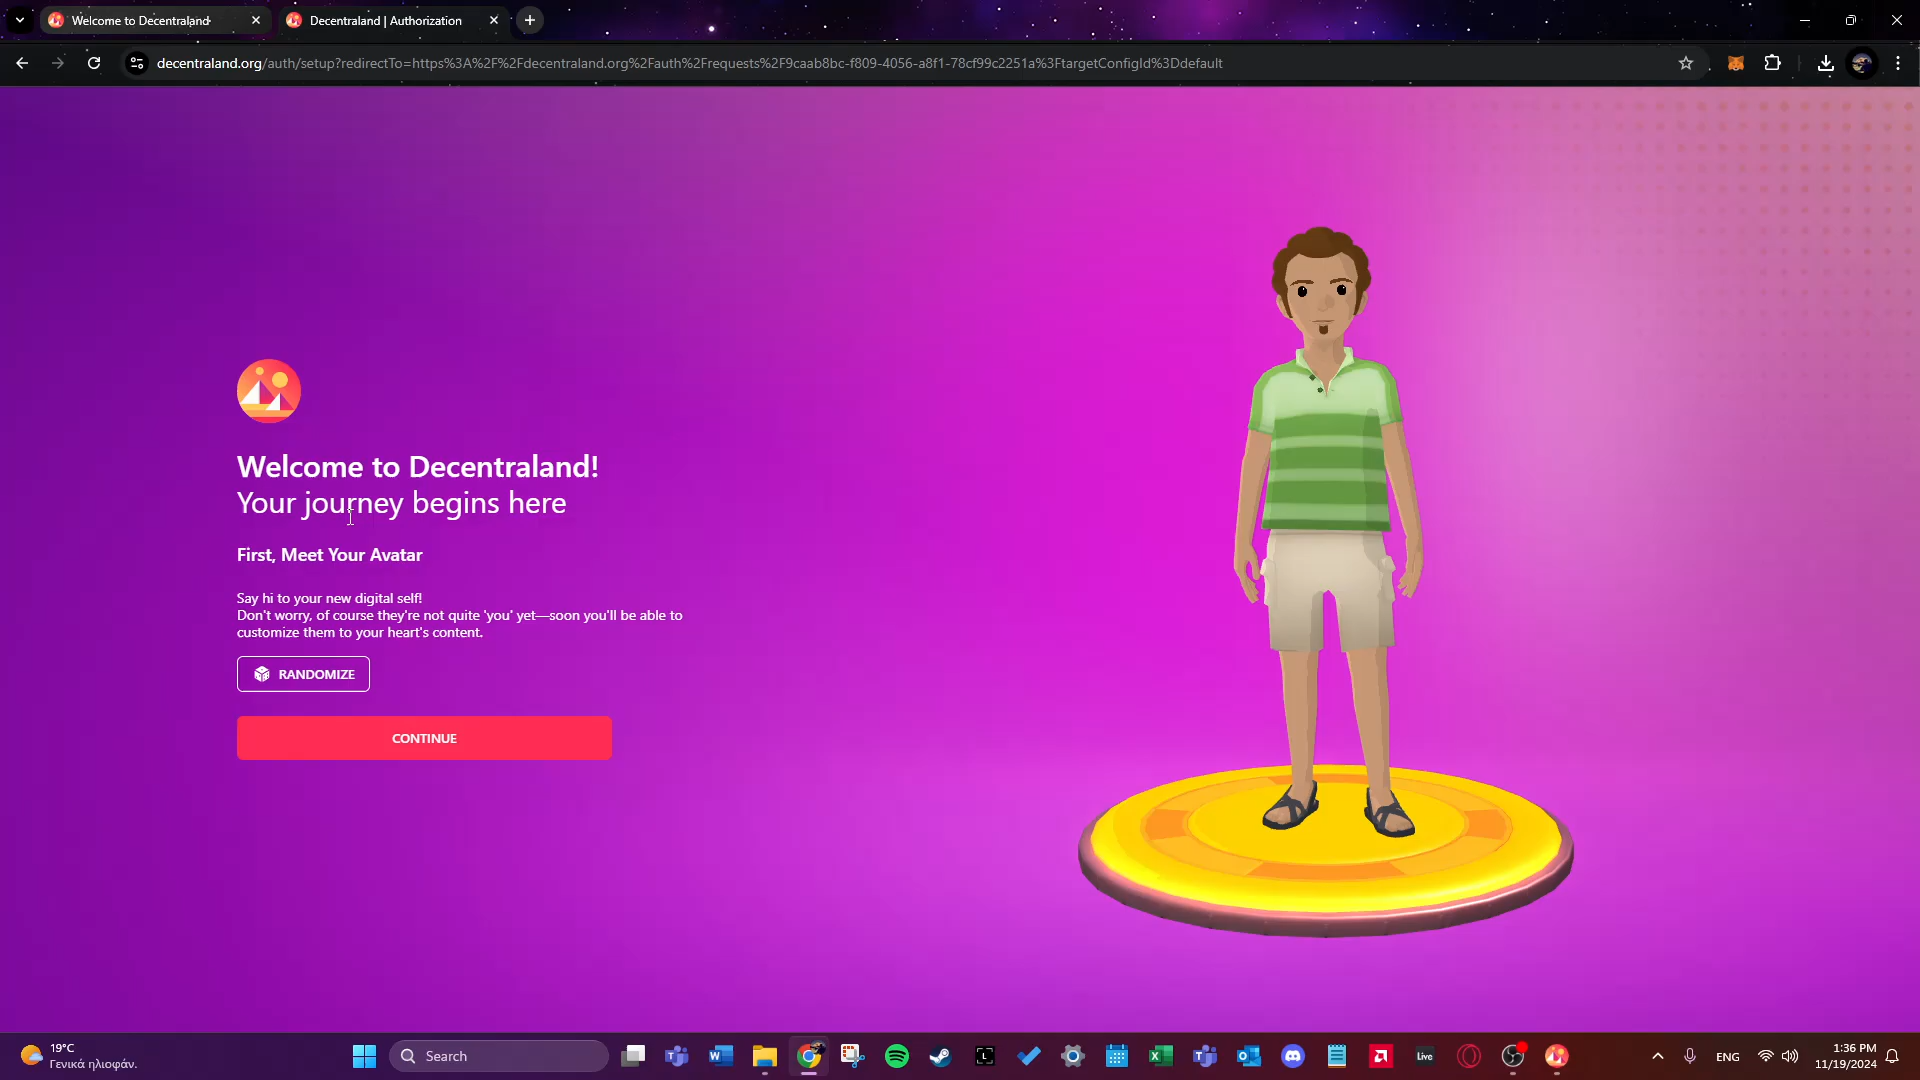 Welcome to Decentraland
Decentraland | Authorization
decentraland.org/auth/setup?redirectTo=https%3A%2F%2Fdecentraland.org%2Fauth%2Frequests%2F9caab8bc-f809-4056-a8f1-78cf99c2251a%3FtargetConfigId%3Ddefault
Welcome to Decentraland!
Your journey begins here
First, Meet Your Avatar
Say hi to your new digital self!
Don't worry, of course they're not quite 'you' yet—soon you'll be able to
customize them to your heart's content.
RANDOMIZE
CONTINUE
19°C
Γενικά ηλιοφάν.
Search
Live
ENG
1:36 PM
11/19/2024